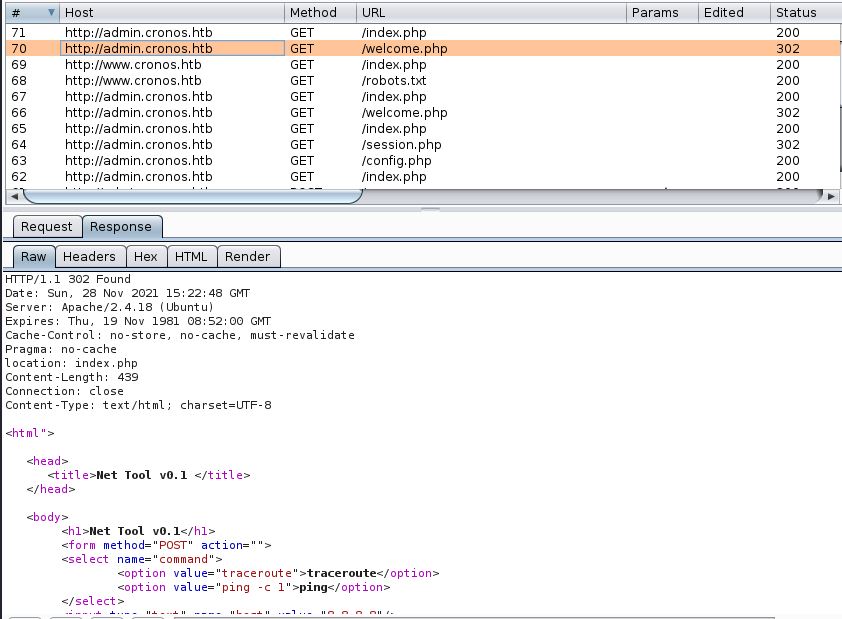 # Host Method URL Params Edited Status
71 http://admin.cronos.htb GET /index.php 200
70 http://admin.cronos.htb GET /welcome.php 302
69 http://www.cronos.htb GET /index.php 200
68 http://www.cronos.htb GET /robots.txt 200
67 http://admin.cronos.htb GET /index.php 200
66 http://admin.cronos.htb GET /welcome.php 302
65 http://admin.cronos.htb GET /index.php 200
64 http://admin.cronos.htb GET /session.php 302
63 http://admin.cronos.htb GET /config.php 200
62 http://admin.cronos.htb GET /index.php 200
Request Response
Raw Headers Hex HTML Render
HTTP/1.1 302 Found
Date: Sun, 28 Nov 2021 15:22:48 GMT
Server: Apache/2.4.18 (Ubuntu)
Expires: Thu, 19 Nov 1981 08:52:00 GMT
Cache-Control: no-store, no-cache, must-revalidate
Pragma: no-cache
location: index.php
Content-Length: 439
Connection: close
Content-Type: text/html; charset=UTF-8
<html">
<head>
<title>Net Tool v0.1 </title>
</head>
<body>
<h1>Net Tool v0.1</h1>
<form method="POST" action="">
<select name="command">
<option value="traceroute">traceroute</option>
<option value="ping -c 1">ping</option>
</select>
<input type="text" name="host" value="8.8.8.8"/>